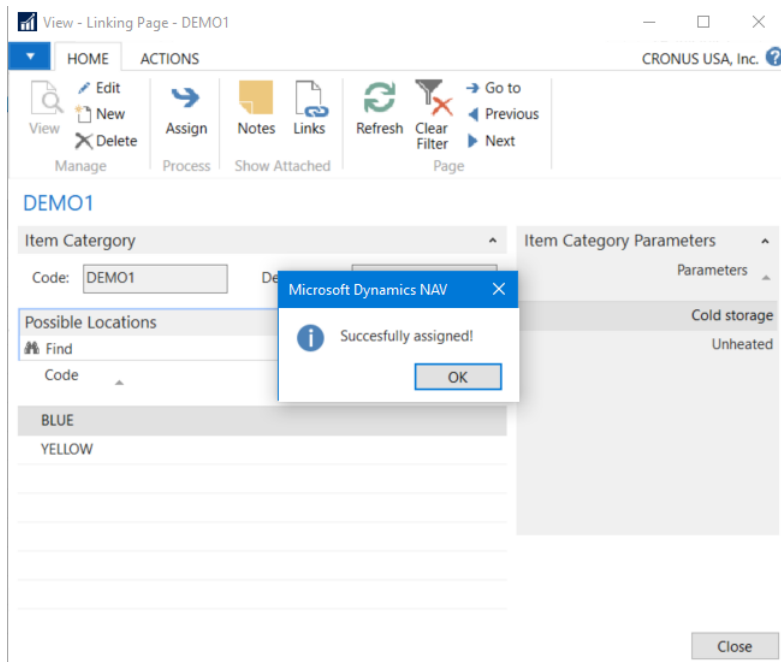 View - Linking Page - DEMO1
HOME ACTIONS CRONUS USA, Inc.
View
Edit
New
Delete
Manage
Assign
Process
Notes
Links
Show Attached
Refresh
Clear
Filter
Go to
Previous
Next
Page
DEMO1
Item Catergory
Code: DEMO1 De
Possible Locations
Find
Code
BLUE
YELLOW
Microsoft Dynamics NAV
Succesfully assigned!
OK
Item Category Parameters
Parameters
Cold storage
Unheated
Close